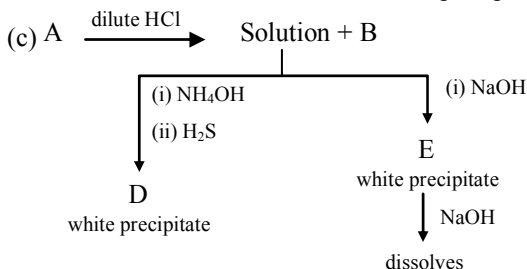 (c) A dilute HCl Solution + B
(i) NH₄OH (i) NaOH
(ii) H₂S
D E
white precipitate white precipitate
NaOH
dissolves